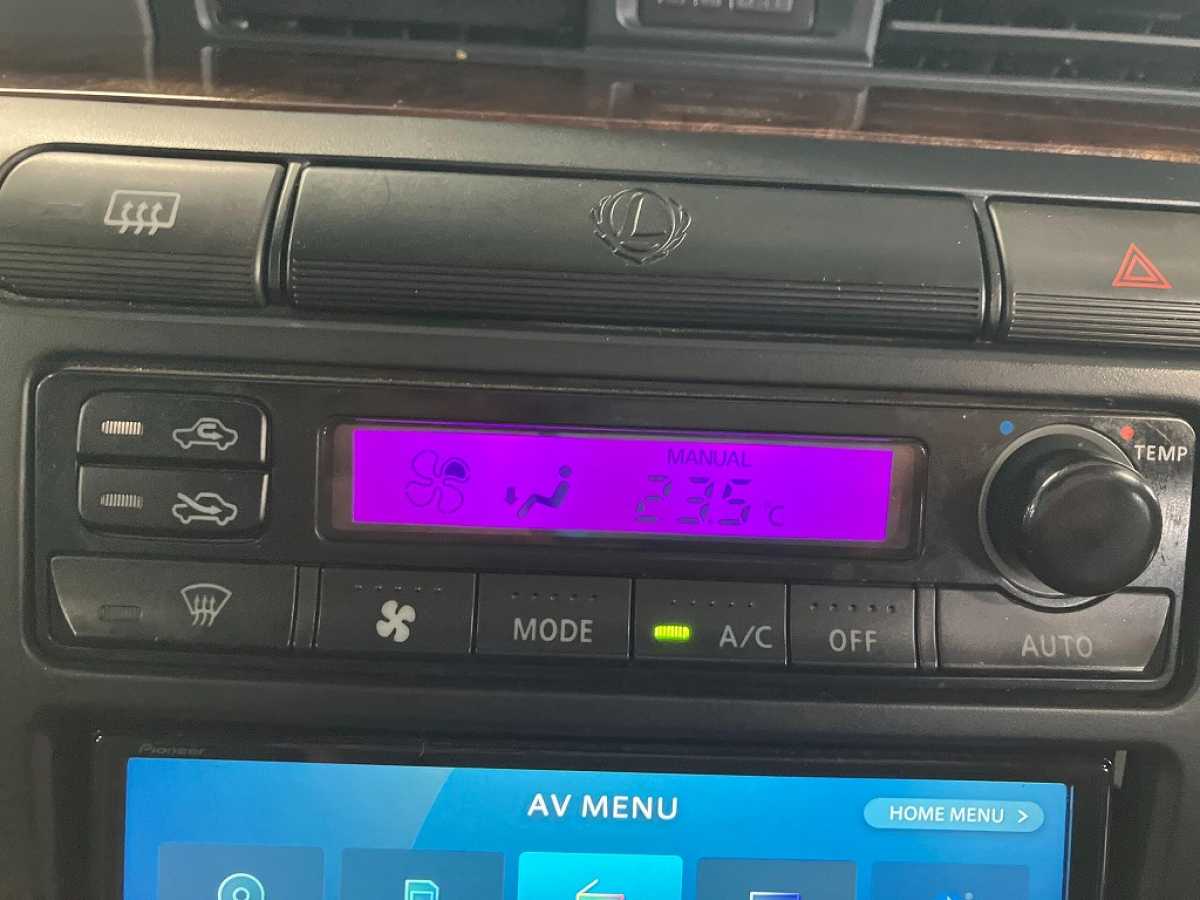 L
MANUAL
23.5°C
TEMP
MODE
A/C
OFF
AUTO
Pioneer
AV MENU
HOME MENU >